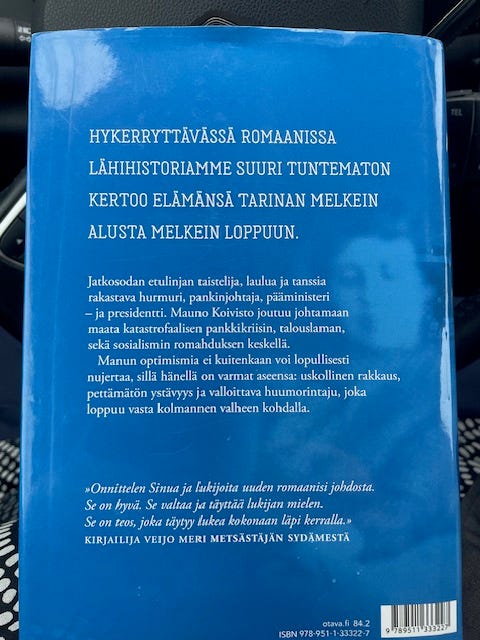 HYKERRYTTÄVÄSSÄ ROMAANISSA
LÄHIHISTORIAMME SUURI TUNTEMATON
KERTOO ELÄMÄNSÄ TARINAN MELKEIN
ALUSTA MELKEIN LOPPUUN.
Jatkosodan etulinjan taistelija, laulua ja tanssia
rakastava hurmuri, pankinjohtaja, pääministeri
– ja presidentti. Mauno Koivisto joutuu johtamaan
maata katastrofaalisen pankkikriisin, talouslaman,
sekä sosialismin romahduksen keskellä.
Manun optimismia ei kuitenkaan voi lopullisesti
nujertaa, sillä hänellä on varmat aseensa: uskollinen rakkaus,
pettämätön ystävyys ja valloittava huumorintaju, joka
loppuu vasta kolmannen valheen kohdalla.
»Onnittelen Sinua ja lukijoita uuden romaanisi johdosta.
Se on hyvä. Se valtaa ja täyttää lukijan mielen.
Se on teos, joka täytyy lukea kokonaan läpi kerralla.»
KIRJAILIJA VEIJO MERI METSÄSTÄJÄN SYDÄMESTÄ
otava.fi 84.2
ISBN 978-951-1-33322-7
9 789511 333227
TEL